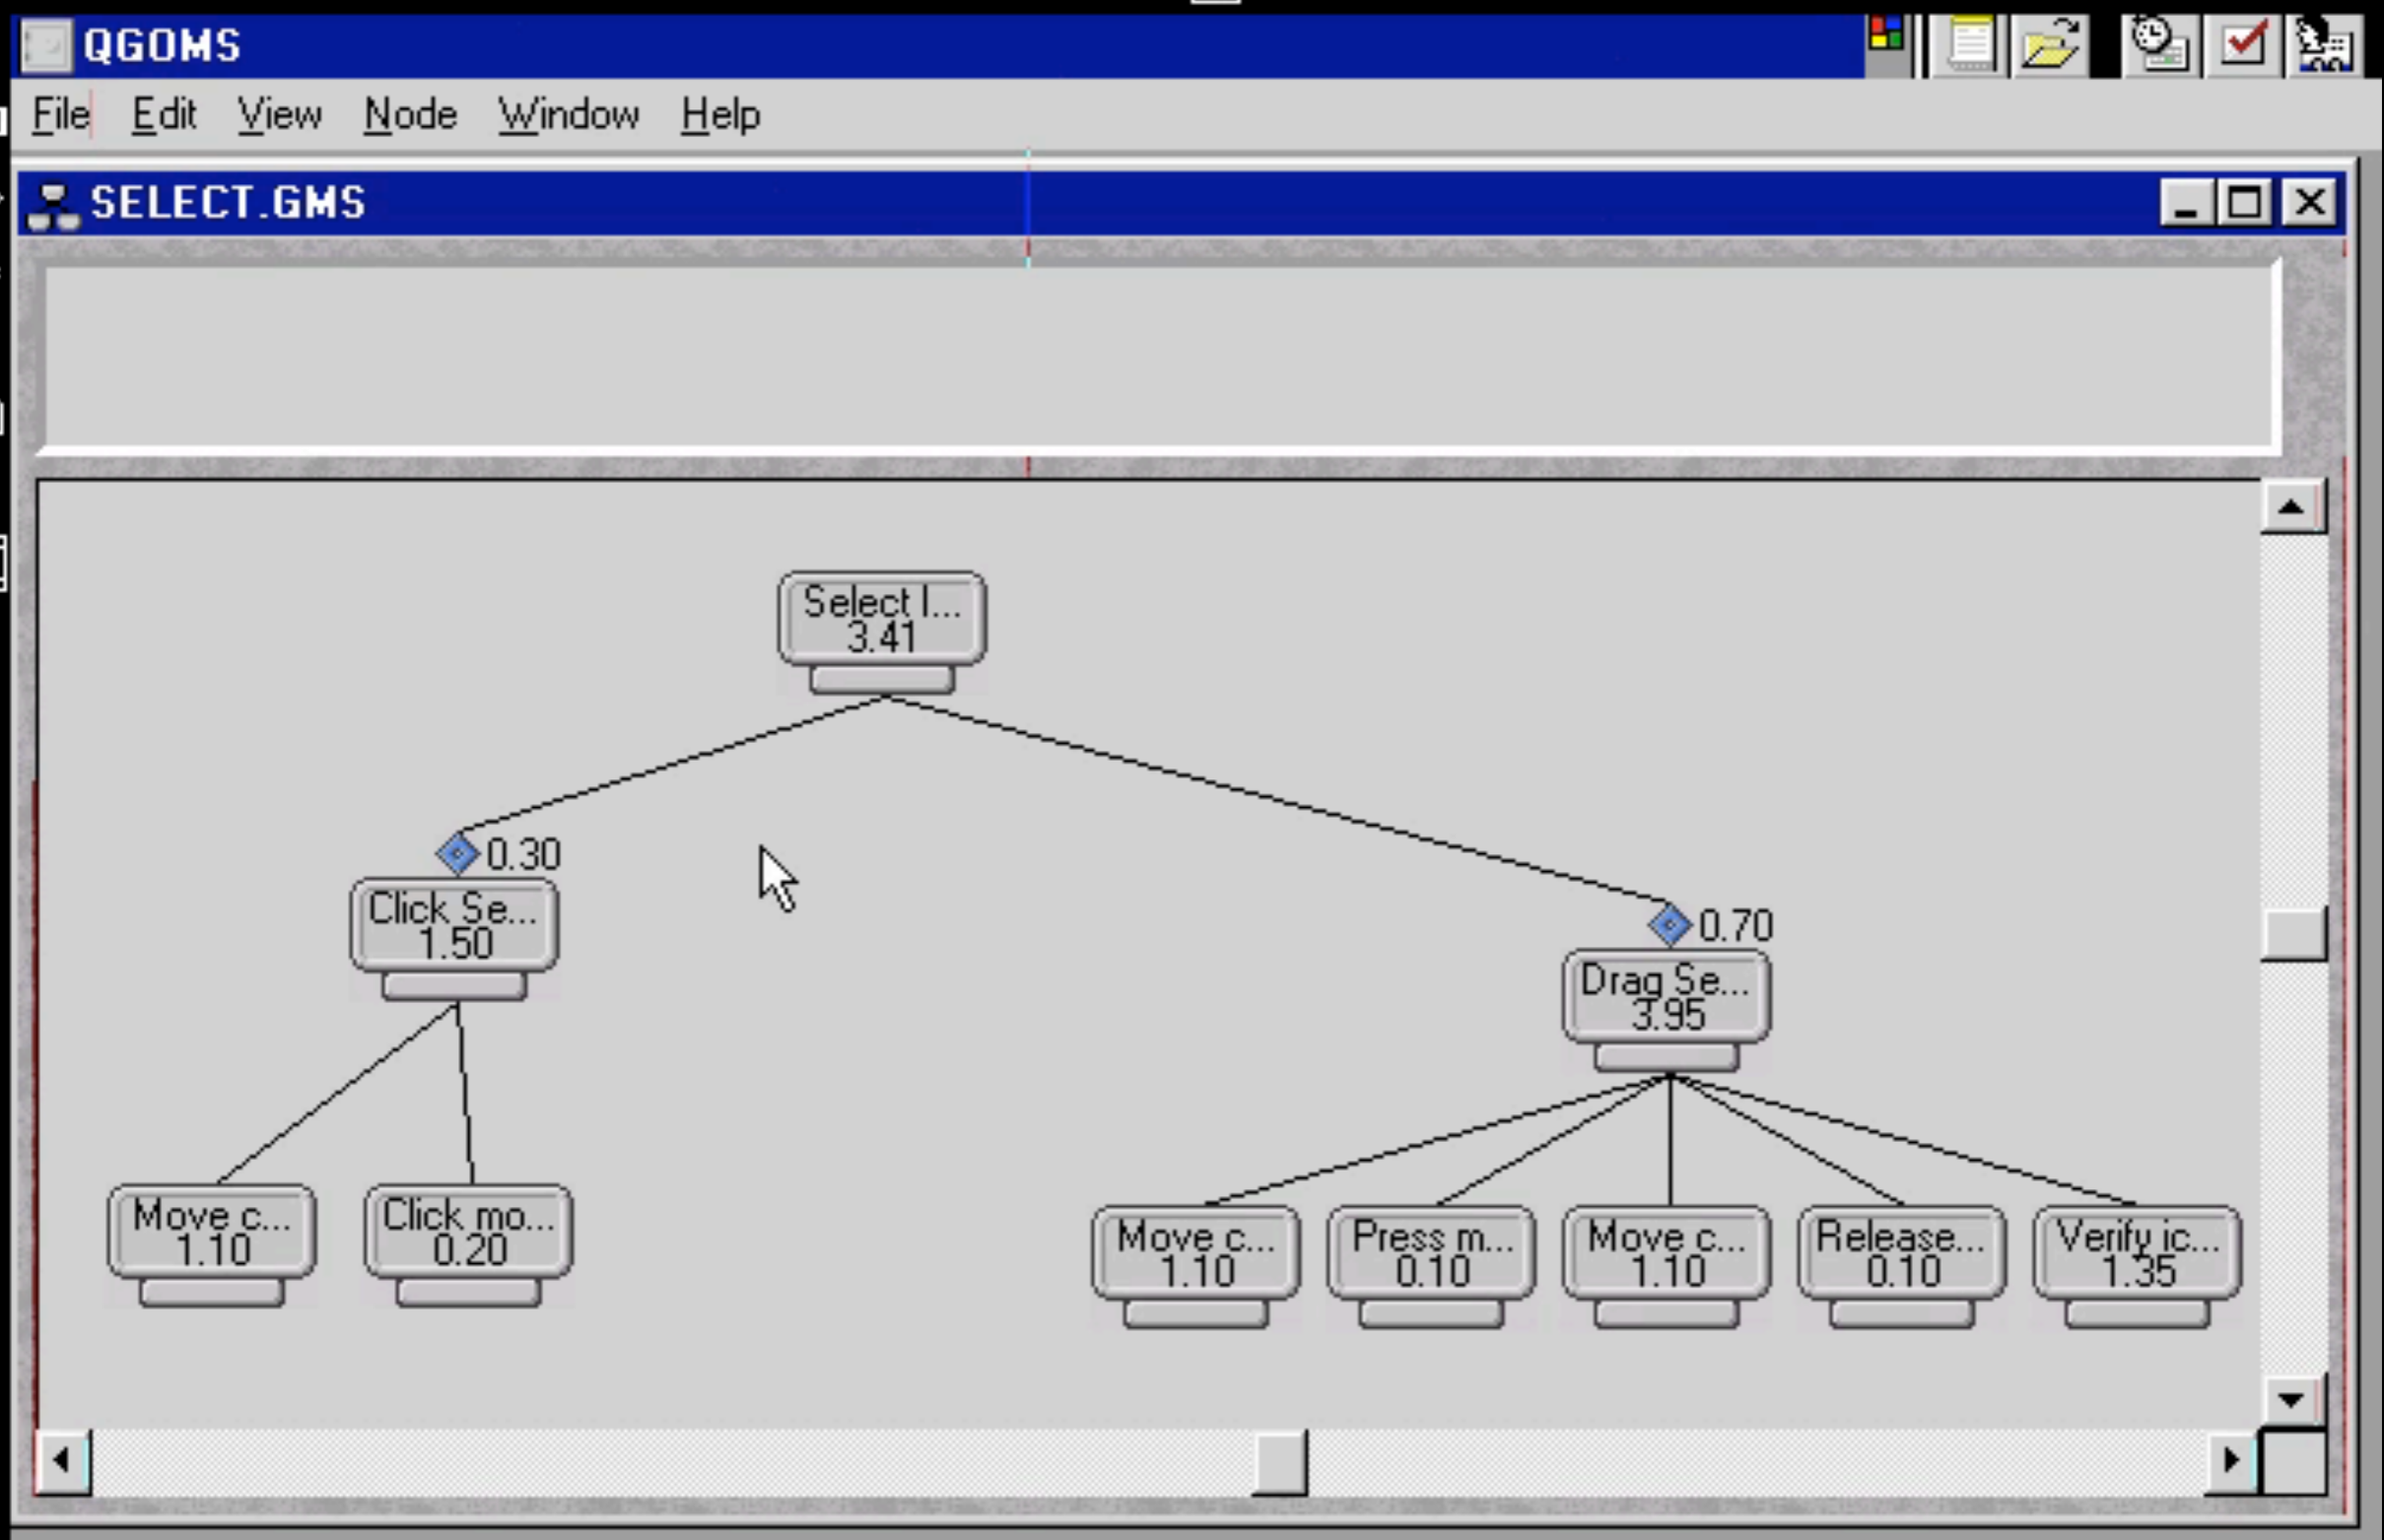 QGOMS
File Edit View Node Window Help
SELECT.GMS
Select I...
3.41
0.30
Click Se...
1.50
0.70
Drag Se...
3.95
Move c...
1.10
Click mo...
0.20
Move c...
1.10
Press m...
0.10
Move c...
1.10
Release...
0.10
Verify ic...
1.35